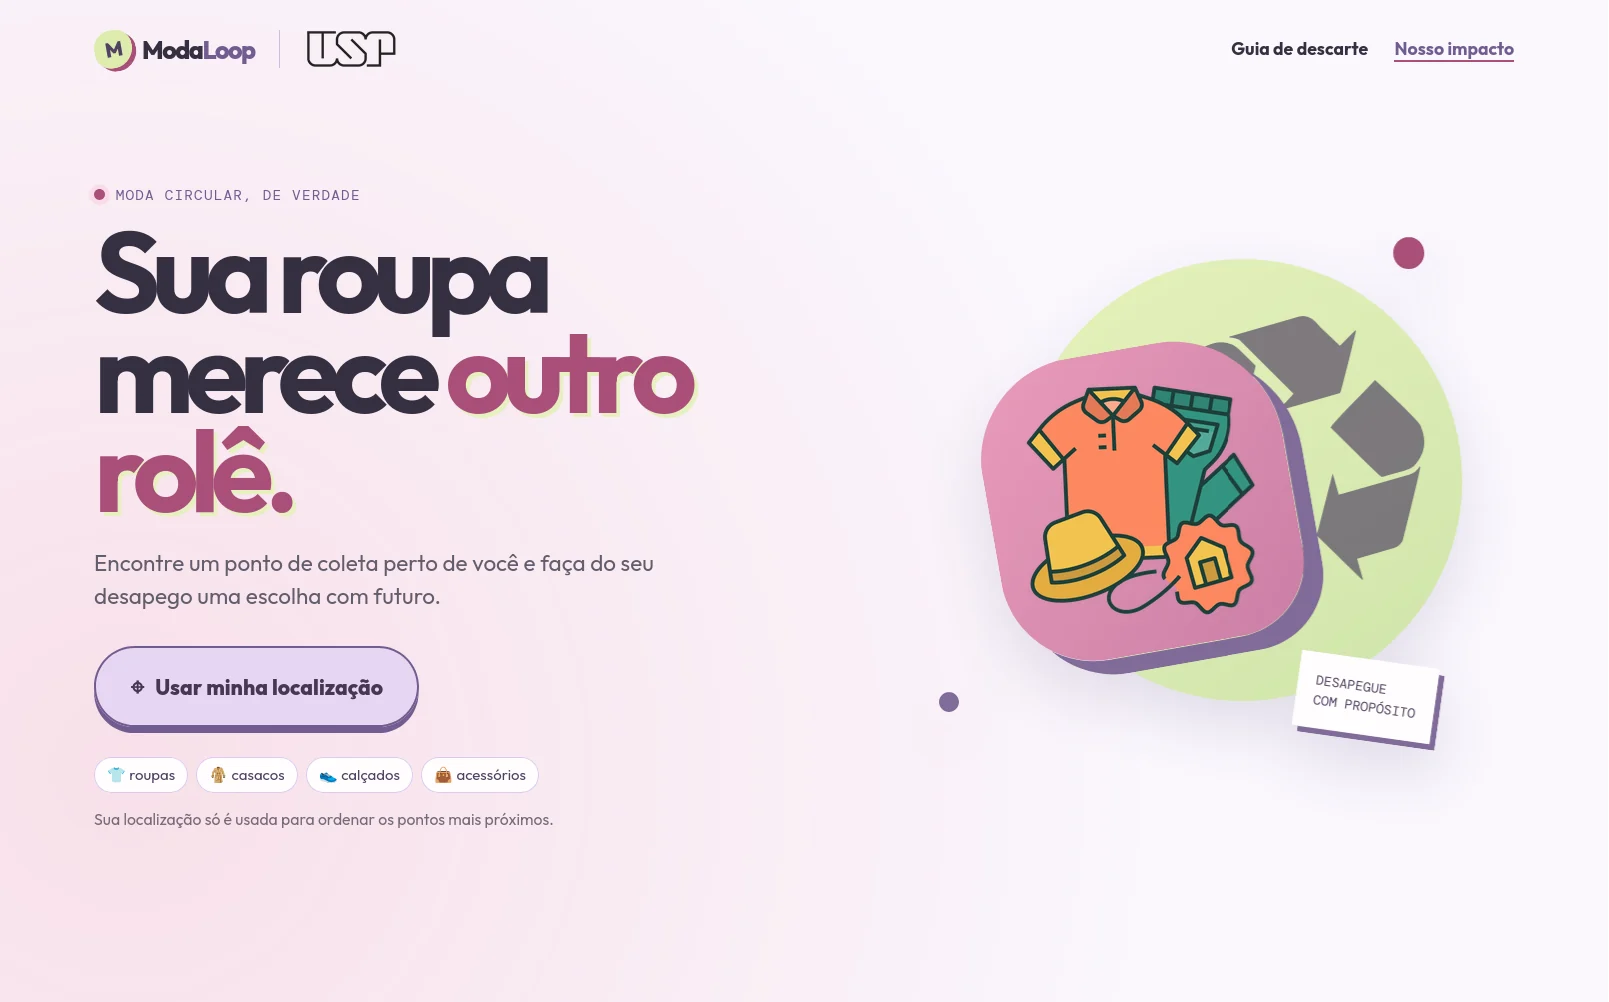 M ModaLoop USP
Guia de descarte Nosso impacto
MODA CIRCULAR, DE VERDADE
Sua roupa
merece outro
rolê.
Encontre um ponto de coleta perto de você e faça do seu
desapego uma escolha com futuro.
Usar minha localização
roupas casacos calçados acessórios
Sua localização só é usada para ordenar os pontos mais próximos.
DESAPEGUE
COM PROPÓSITO